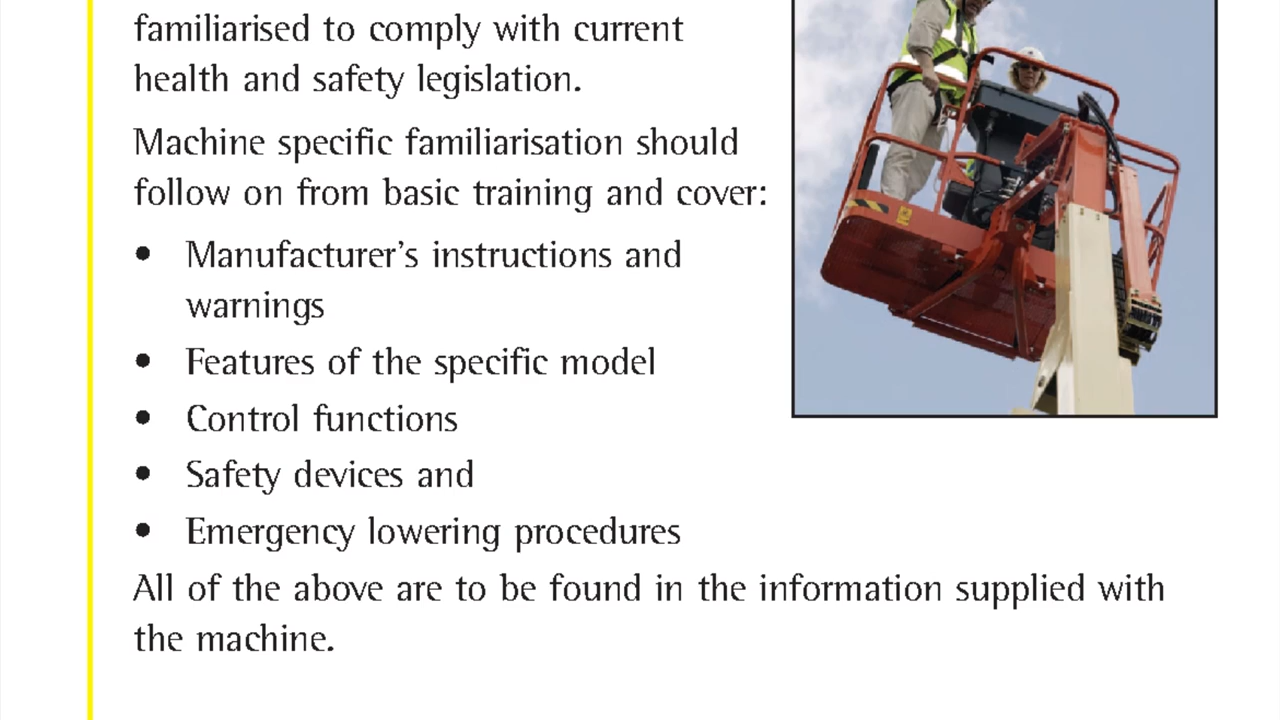 familiarised to comply with current
health and safety legislation.
Machine specific familiarisation should
follow on from basic training and cover:
• Manufacturer’s instructions and
warnings
• Features of the specific model
• Control functions
• Safety devices and
• Emergency lowering procedures
All of the above are to be found in the information supplied with
the machine.